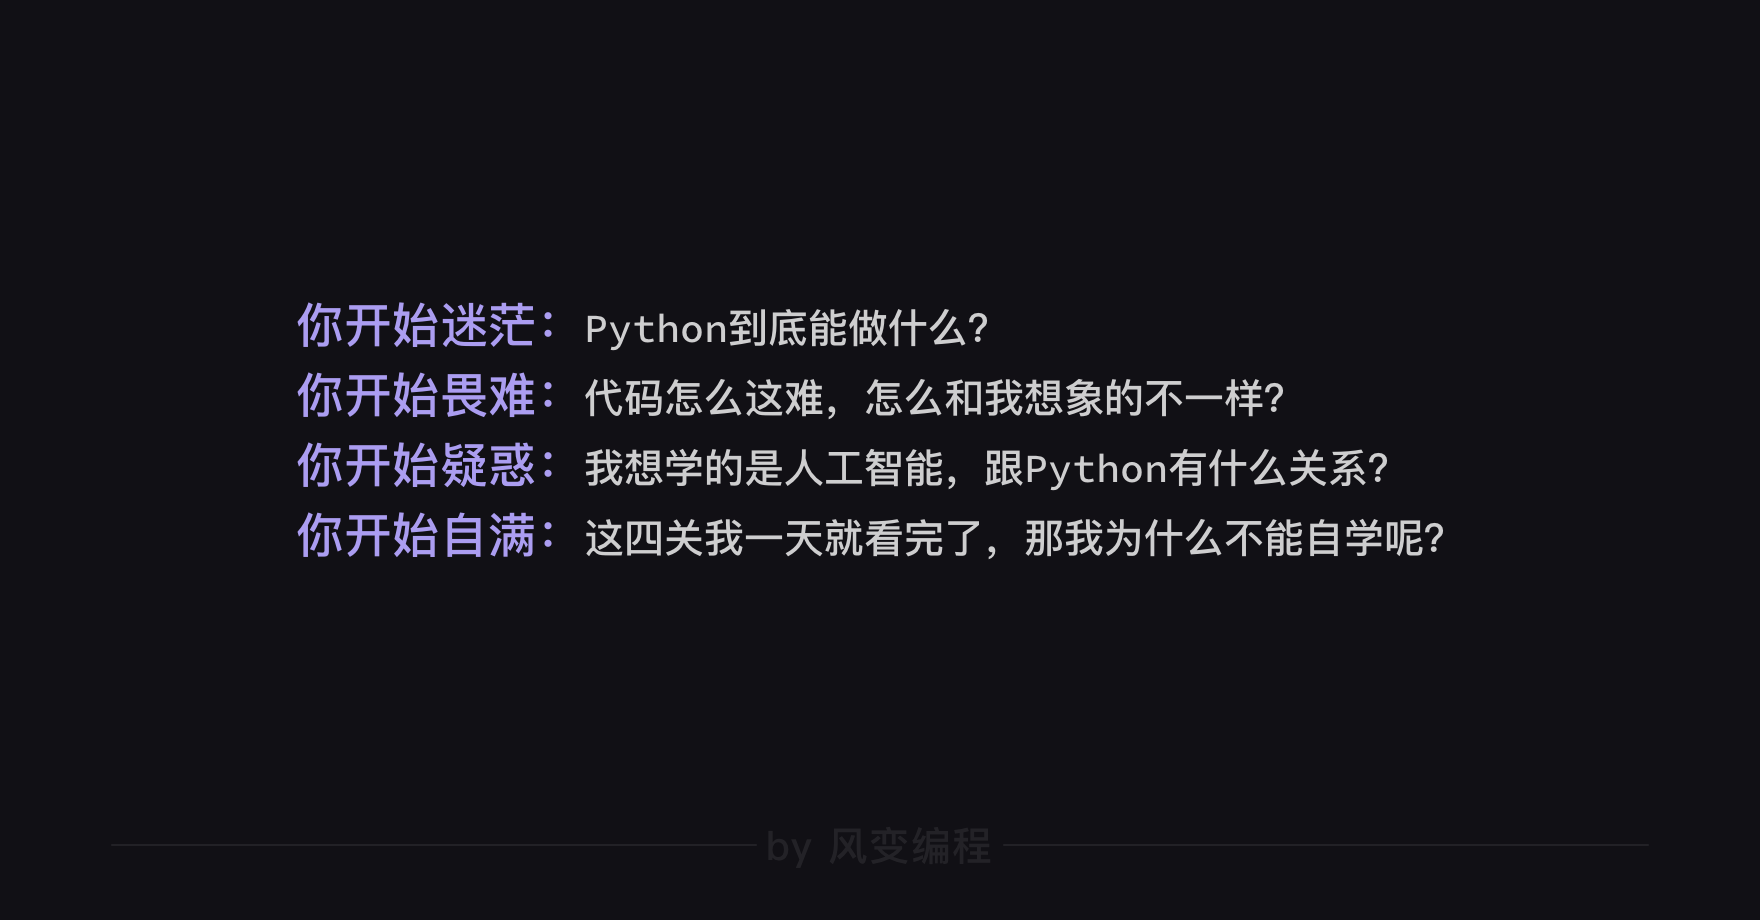 你开始迷茫：Python到底能做什么？
你开始畏难：代码怎么这难，怎么和我想象的不一样？
你开始疑惑：我想学的是人工智能，跟Python有什么关系？
你开始自满：这四关我一天就看完了，那我为什么不能自学呢？
by 风变编程